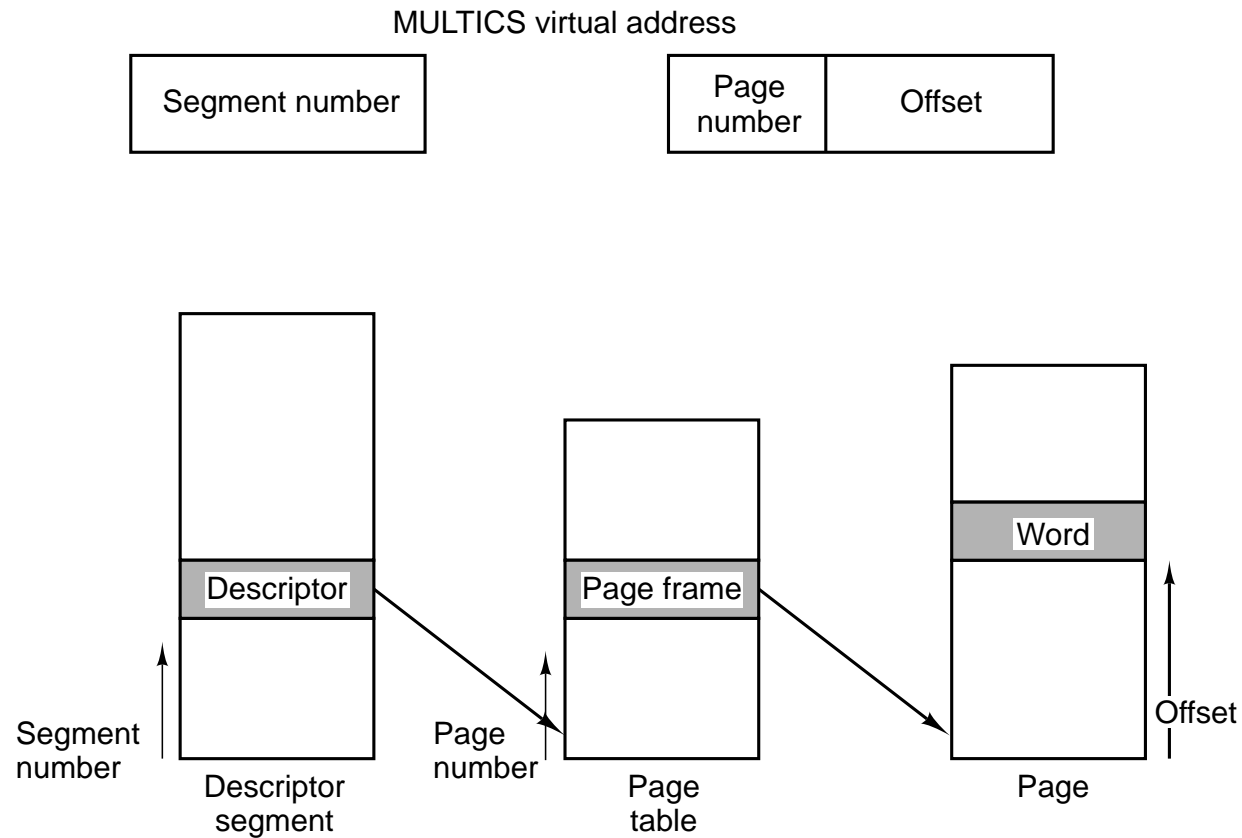 MULTICS virtual address
Segment number
Page
number
Offset
Descriptor
Page frame
Word
Segment
number
Page
number
Offset
Descriptor
segment
Page
table
Page